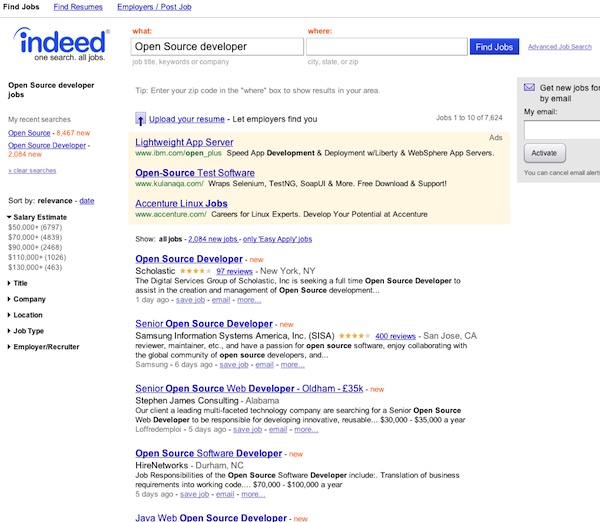 Find Jobs Find Resumes Employers / Post Job
indeed
one search. all jobs.
what:
Open Source developer
job title, keywords or company
where:
city, state, or zip
Find Jobs
Advanced Job Search
Open Source developer
jobs
My recent searches
Open Source - 8,467 new
Open Source Developer -
2,084 new
» clear searches
Sort by: relevance - date
Salary Estimate
$50,000+ (6797)
$70,000+ (4839)
$90,000+ (2468)
$110,000+ (1026)
$130,000+ (463)
Title
Company
Location
Job Type
Employer/Recruiter
Tip: Enter your zip code in the "where" box to show results in your area.
Upload your resume - Let employers find you
Jobs 1 to 10 of 7,624
Ads
Lightweight App Server
www.ibm.com/open_plus Speed App Development & Deployment w/Liberty & WebSphere App Servers.
Open-Source Test Software
www.kulanaqa.com/ Wraps Selenium, TestNG, SoapUI & More. Free Download & Support!
Accenture Linux Jobs
www.accenture.com/ Careers for Linux Experts. Develop Your Potential at Accenture
Show: all jobs - 2,084 new jobs - only 'Easy Apply' jobs
Open Source Developer - new
Scholastic 97 reviews - New York, NY
The Digital Services Group of Scholastic, Inc is seeking a full time Open Source Developer to
assist in the creation and management of Open Source development...
1 day ago - save job - email - more...
Senior Open Source Developer - new
Samsung Information Systems America, Inc. (SISA) 400 reviews - San Jose, CA
reviewer, maintainer, etc., and have a passion for open source software, enjoy collaborating with
the global community of open source developers, and...
Samsung - 6 days ago - save job - email - more...
Senior Open Source Web Developer - Oldham - £35k - new
Stephen James Consulting - Alabama
Our client a leading multi-faceted technology company are searching for a Senior Open Source
Web Developer to be responsible for developing innovative, reusable... $30,000 - $35,000 a year
Loffredemploi - 5 days ago - save job - email - more...
Open Source Software Developer - new
HireNetworks - Durham, NC
Job Responsibilities of the Open Source Software Developer include:. Translation of business
requirements into working code.... $70,000 - $100,000 a year
5 days ago - save job - email - more...
Java Web Open Source Developer - new
Get new jobs for
by email
My email:
Activate
You can cancel email alerts